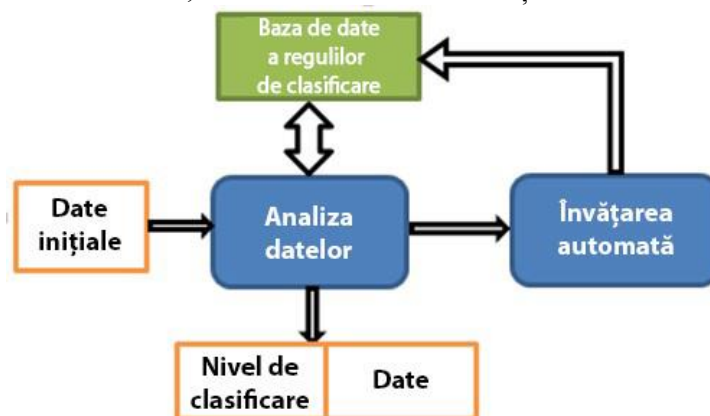 Baza de date
a regulilor
de clasificare
Date
inițiale
Analiza
datelor
Învățarea
automată
Nivel de
clasificare
Date